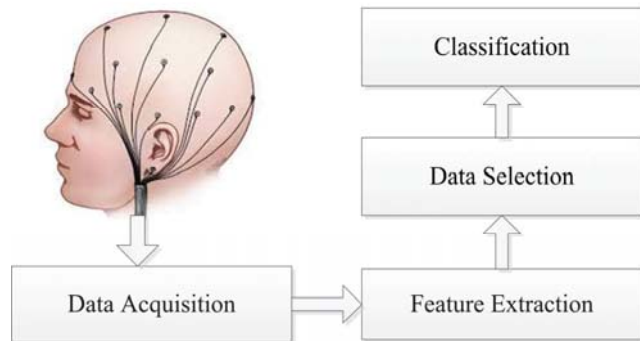 Classification
Data Selection
Data Acquisition
Feature Extraction